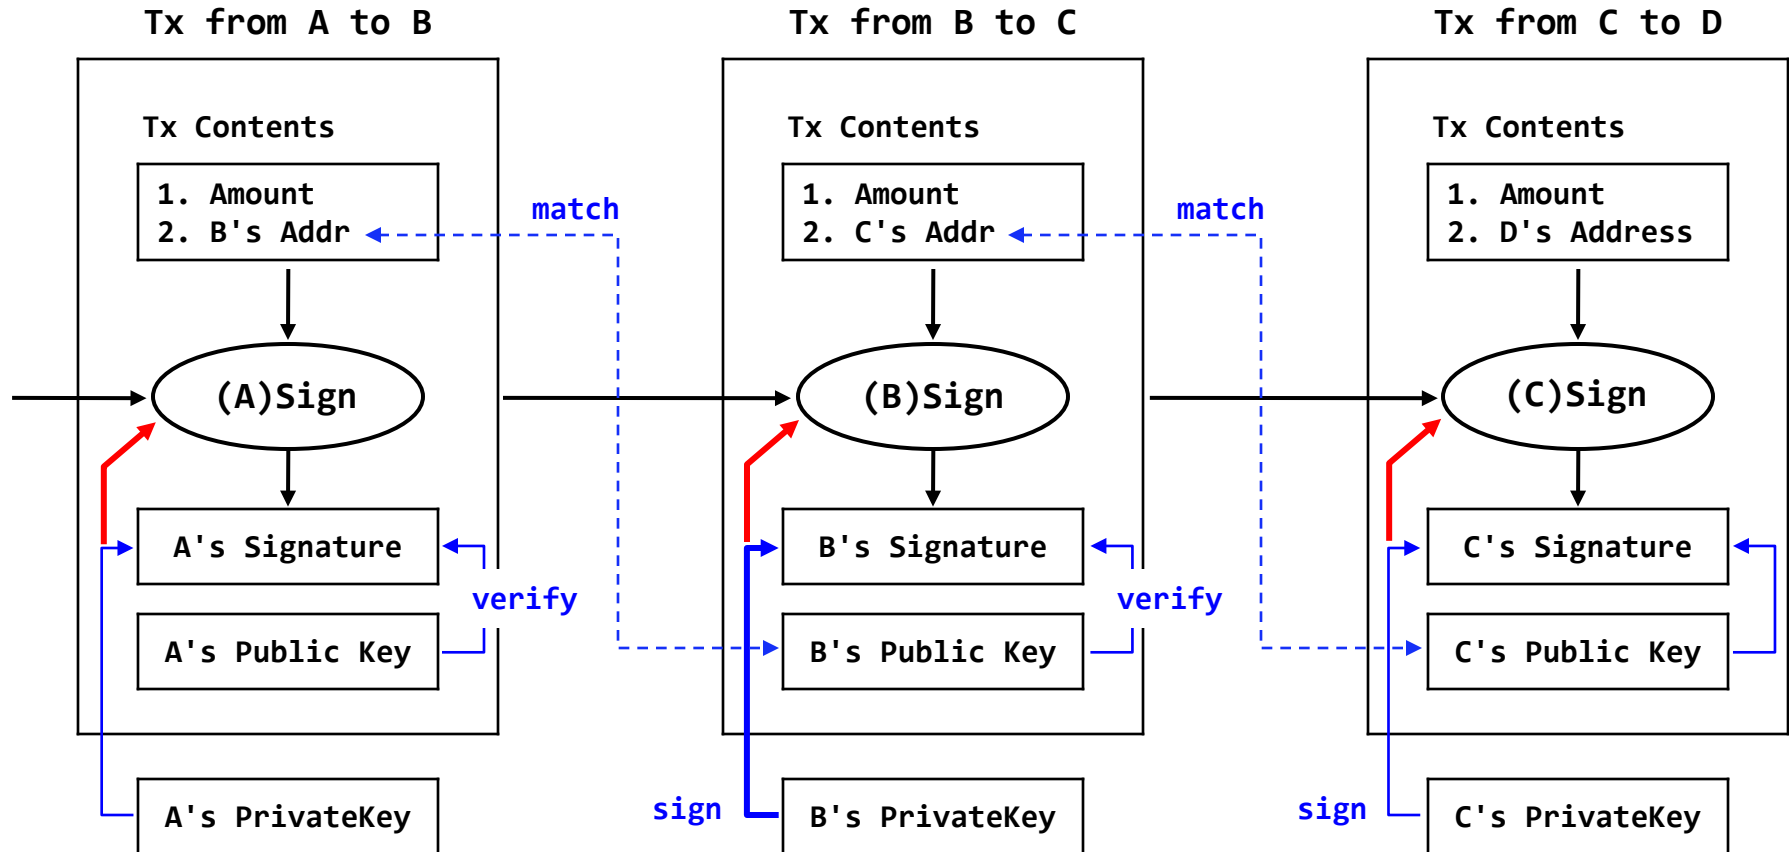 Tx from A to B
Tx Contents
1. Amount
2. B's Addr
(A)Sign
A's Signature
verify
A's Public Key
A's PrivateKey
match
Tx from B to C
Tx Contents
1. Amount
2. C's Addr
(B)Sign
B's Signature
verify
B's Public Key
sign
B's PrivateKey
match
Tx from C to D
Tx Contents
1. Amount
2. D's Address
(C)Sign
C's Signature
C's Public Key
sign
C's PrivateKey